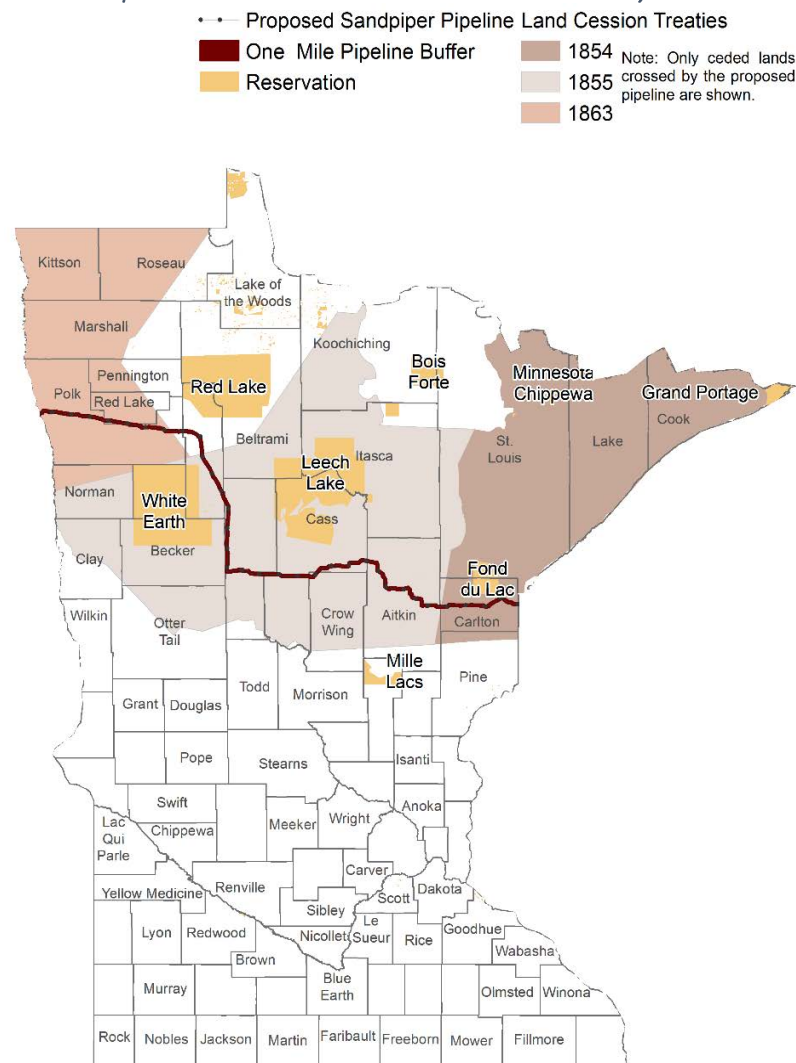 Proposed Sandpiper Pipeline
One Mile Pipeline Buffer
Reservation
Land Cession Treaties
1854
1855
1863
Note: Only ceded lands
crossed by the proposed
pipeline are shown.
Kittson
Roseau
Lake of
the Woods
Marshall
Koochiching
Pennington
Polk
Red Lake
Red Lake
Bois
Forte
Minnesota
Chippewa
Grand Portage
Cook
Lake
St.
Louis
Beltrami
Itasca
Leech
Lake
Cass
Norman
White
Earth
Becker
Clay
Fond
du Lac
Carlton
Aitkin
Crow
Wing
Wilkin
Otter
Tail
Mille
Lacs
Pine
Todd
Morrison
Grant
Douglas
Pope
Stearns
Isanti
Swift
Anoka
Lac
Qui
Parle
Chippewa
Meeker
Wright
Carver
Yellow Medicine
Renville
Scott
Dakota
Sibley
Lyon
Redwood
Nicollet
Le
Sueur
Rice
Goodhue
Wabasha
Brown
Blue
Earth
Murray
Olmsted
Winona
Rock
Nobles
Jackson
Martin
Faribault
Freeborn
Mower
Fillmore